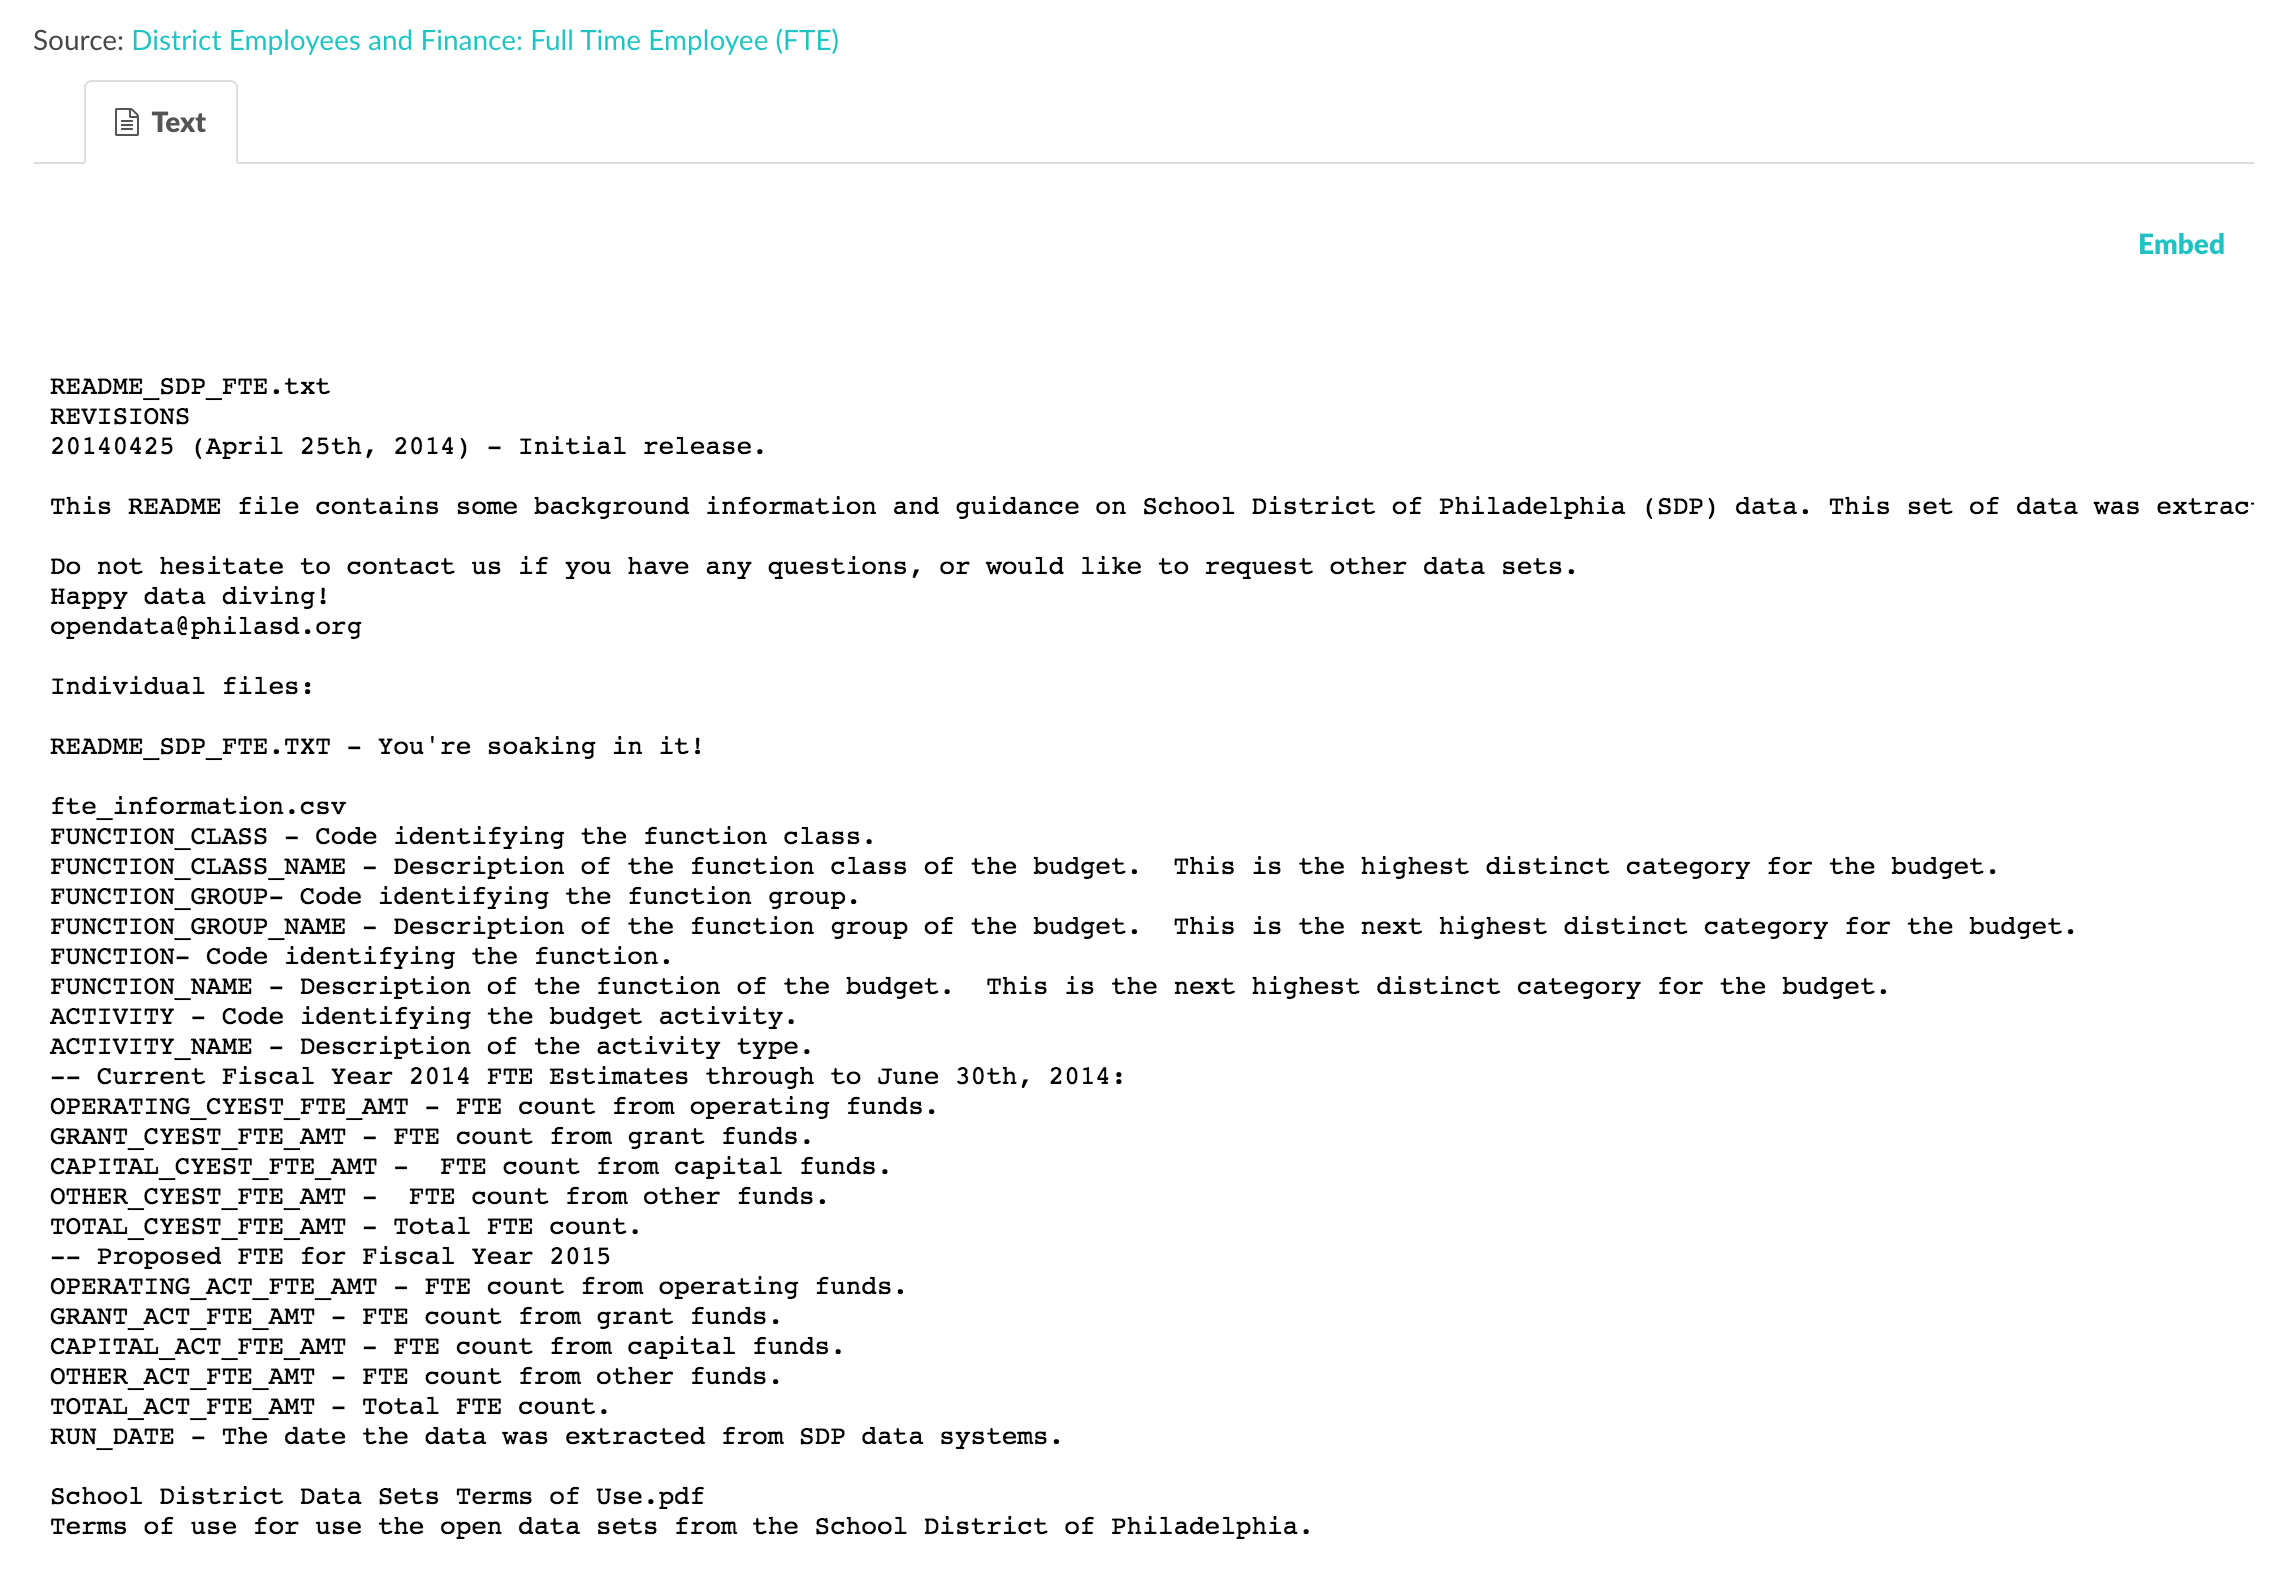 Source: District Employees and Finance: Full Time Employee (FTE)
Text
Embed
README_SDP_FTE.txt
REVISIONS
20140425 (April 25th, 2014) - Initial release.
This README file contains some background information and guidance on School District of Philadelphia (SDP) data. This set of data was extrac
Do not hesitate to contact us if you have any questions, or would like to request other data sets.
Happy data diving!
opendata@philasd.org
Individual files:
README_SDP_FTE.TXT - You're soaking in it!
fte_information.csv
FUNCTION_CLASS - Code identifying the function class.
FUNCTION_CLASS_NAME - Description of the function class of the budget.  This is the highest distinct category for the budget.
FUNCTION_GROUP- Code identifying the function group.
FUNCTION_GROUP_NAME - Description of the function group of the budget.  This is the next highest distinct category for the budget.
FUNCTION- Code identifying the function.
FUNCTION_NAME - Description of the function of the budget.  This is the next highest distinct category for the budget.
ACTIVITY - Code identifying the budget activity.
ACTIVITY_NAME - Description of the activity type.
-- Current Fiscal Year 2014 FTE Estimates through to June 30th, 2014:
OPERATING_CYEST_FTE_AMT - FTE count from operating funds.
GRANT_CYEST_FTE_AMT - FTE count from grant funds.
CAPITAL_CYEST_FTE_AMT -  FTE count from capital funds.
OTHER_CYEST_FTE_AMT -  FTE count from other funds.
TOTAL_CYEST_FTE_AMT - Total FTE count.
-- Proposed FTE for Fiscal Year 2015
OPERATING_ACT_FTE_AMT - FTE count from operating funds.
GRANT_ACT_FTE_AMT - FTE count from grant funds.
CAPITAL_ACT_FTE_AMT - FTE count from capital funds.
OTHER_ACT_FTE_AMT - FTE count from other funds.
TOTAL_ACT_FTE_AMT - Total FTE count.
RUN_DATE - The date the data was extracted from SDP data systems.
School District Data Sets Terms of Use.pdf
Terms of use for use the open data sets from the School District of Philadelphia.